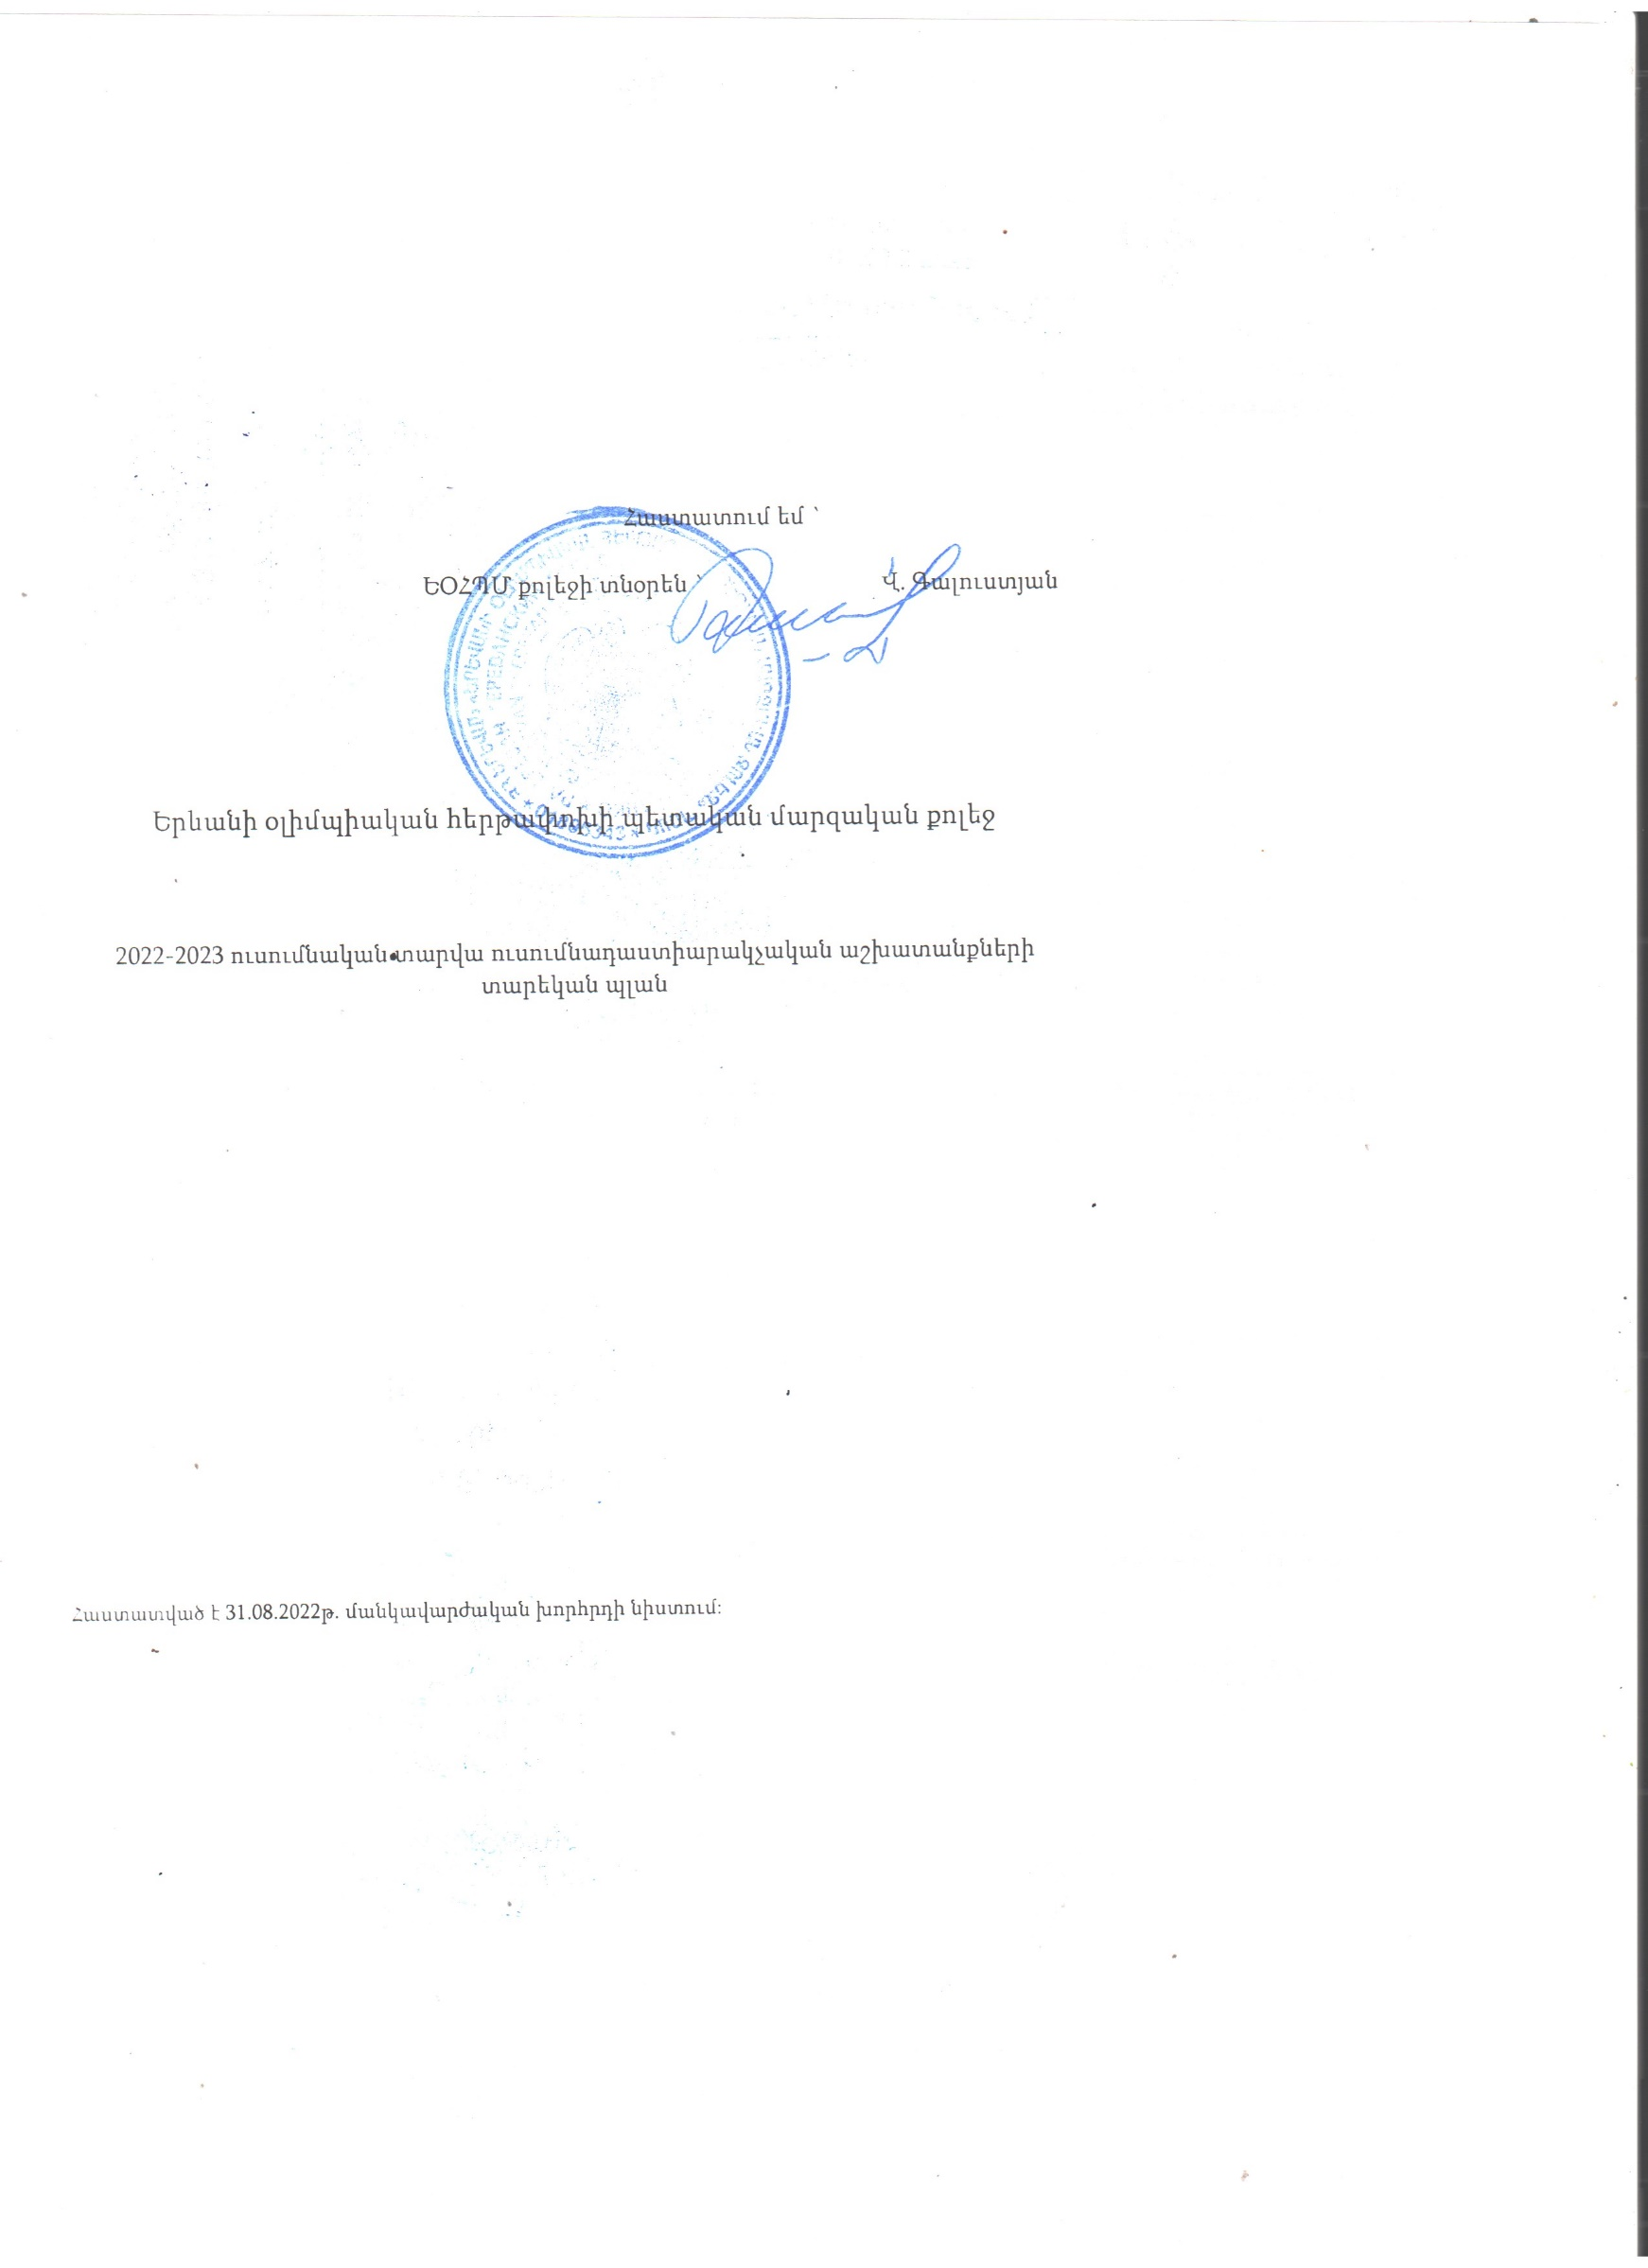 Հաստատում եմ ՝
ԵՕՀՊՄ քոլեջի տնօրեն ՝ Վ. Գալուստյան
Երևանի օլիմպիական հերթափոխի պետական մարզական քոլեջ
2022-2023 ուսումնական տարվա ուսումնադաստիարակչական աշխատանքների
տարեկան պլան
Հաստատված է 31.08.2022թ. մանկավարժական խորհրդի նիստում: